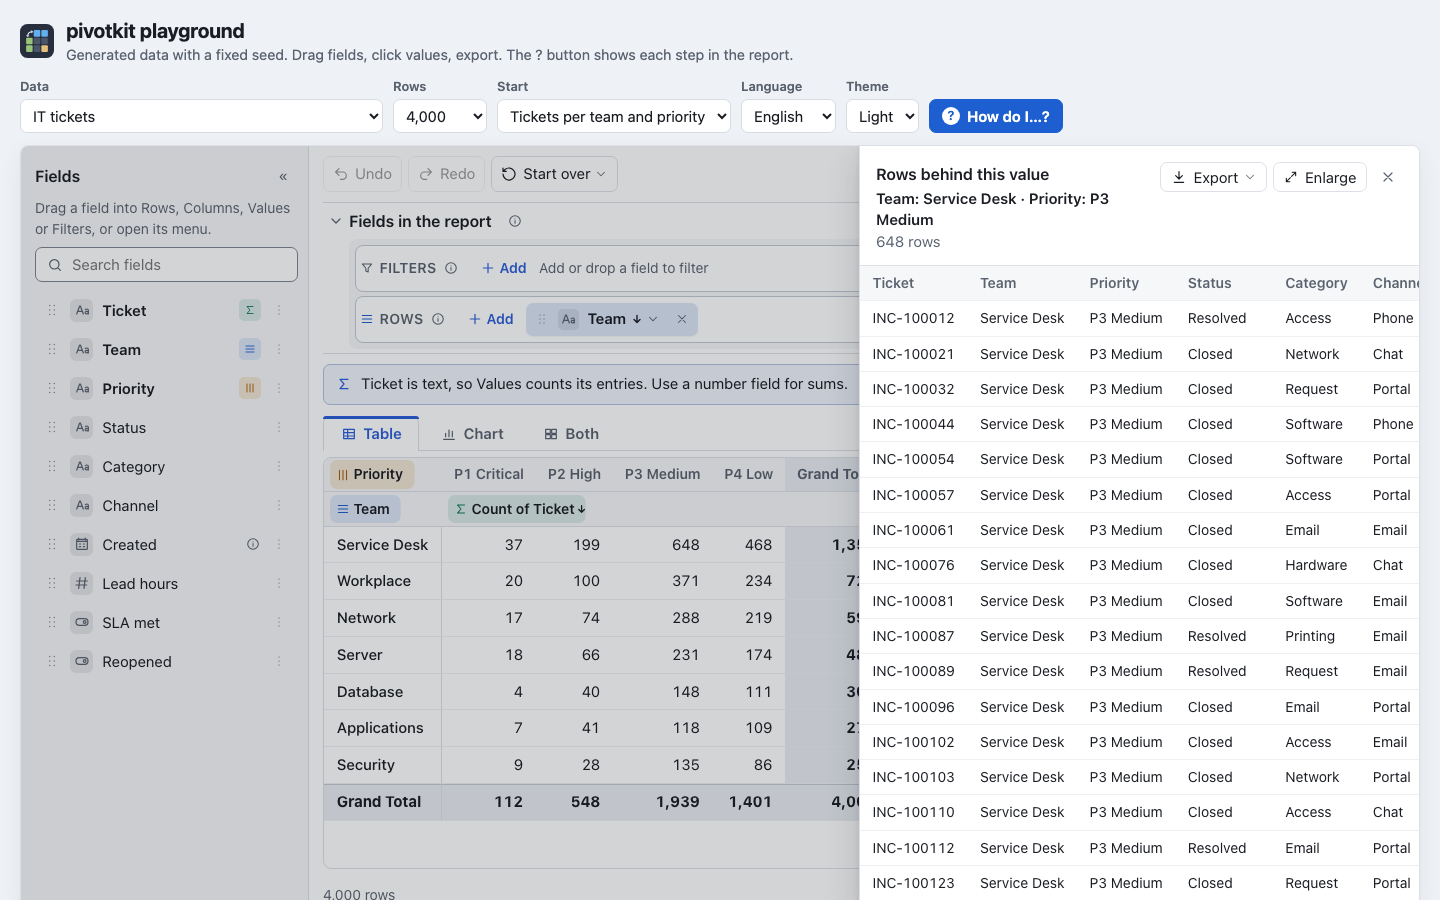 pivotkit playground
Generated data with a fixed seed. Drag fields, click values, export. The ? button shows each step in the report.
Data
Rows
Start
Language
Theme
IT tickets
4,000
Tickets per team and priority
English
Light
? How do I...?
Fields «
Drag a field into Rows, Columns, Values
or Filters, or open its menu.
Search fields
Aa Ticket Σ
Aa Team
Aa Priority
Aa Status
Aa Category
Aa Channel
Created
Lead hours
SLA met
Reopened
Undo
Redo
Start over
Fields in the report
FILTERS + Add Add or drop a field to filter
ROWS + Add Aa Team ↓
Σ Ticket is text, so Values counts its entries. Use a number field for sums.
Table
Chart
Both
Priority P1 Critical P2 High P3 Medium P4 Low
Team Σ Count of Ticket ↓
Service Desk 37 199 648 468
Workplace 20 100 371 234
Network 17 74 288 219
Server 18 66 231 174
Database 4 40 148 111
Applications 7 41 118 109
Security 9 28 135 86
Grand Total 112 548 1,939 1,401
4,000 rows
Rows behind this value
Team: Service Desk · Priority: P3
Medium
648 rows
Export
Enlarge
Ticket Team Priority Status Category
INC-100012 Service Desk P3 Medium Resolved Access Phone
INC-100021 Service Desk P3 Medium Closed Network Chat
INC-100032 Service Desk P3 Medium Closed Request Portal
INC-100044 Service Desk P3 Medium Closed Software Phone
INC-100054 Service Desk P3 Medium Closed Software Portal
INC-100057 Service Desk P3 Medium Closed Access Portal
INC-100061 Service Desk P3 Medium Closed Email Email
INC-100076 Service Desk P3 Medium Closed Hardware Chat
INC-100081 Service Desk P3 Medium Closed Software Email
INC-100087 Service Desk P3 Medium Resolved Printing Email
INC-100089 Service Desk P3 Medium Resolved Request Email
INC-100096 Service Desk P3 Medium Closed Email Portal
INC-100102 Service Desk P3 Medium Closed Access Email
INC-100103 Service Desk P3 Medium Closed Network Portal
INC-100110 Service Desk P3 Medium Closed Access Chat
INC-100112 Service Desk P3 Medium Resolved Email Portal
INC-100123 Service Desk P3 Medium Closed Request Portal